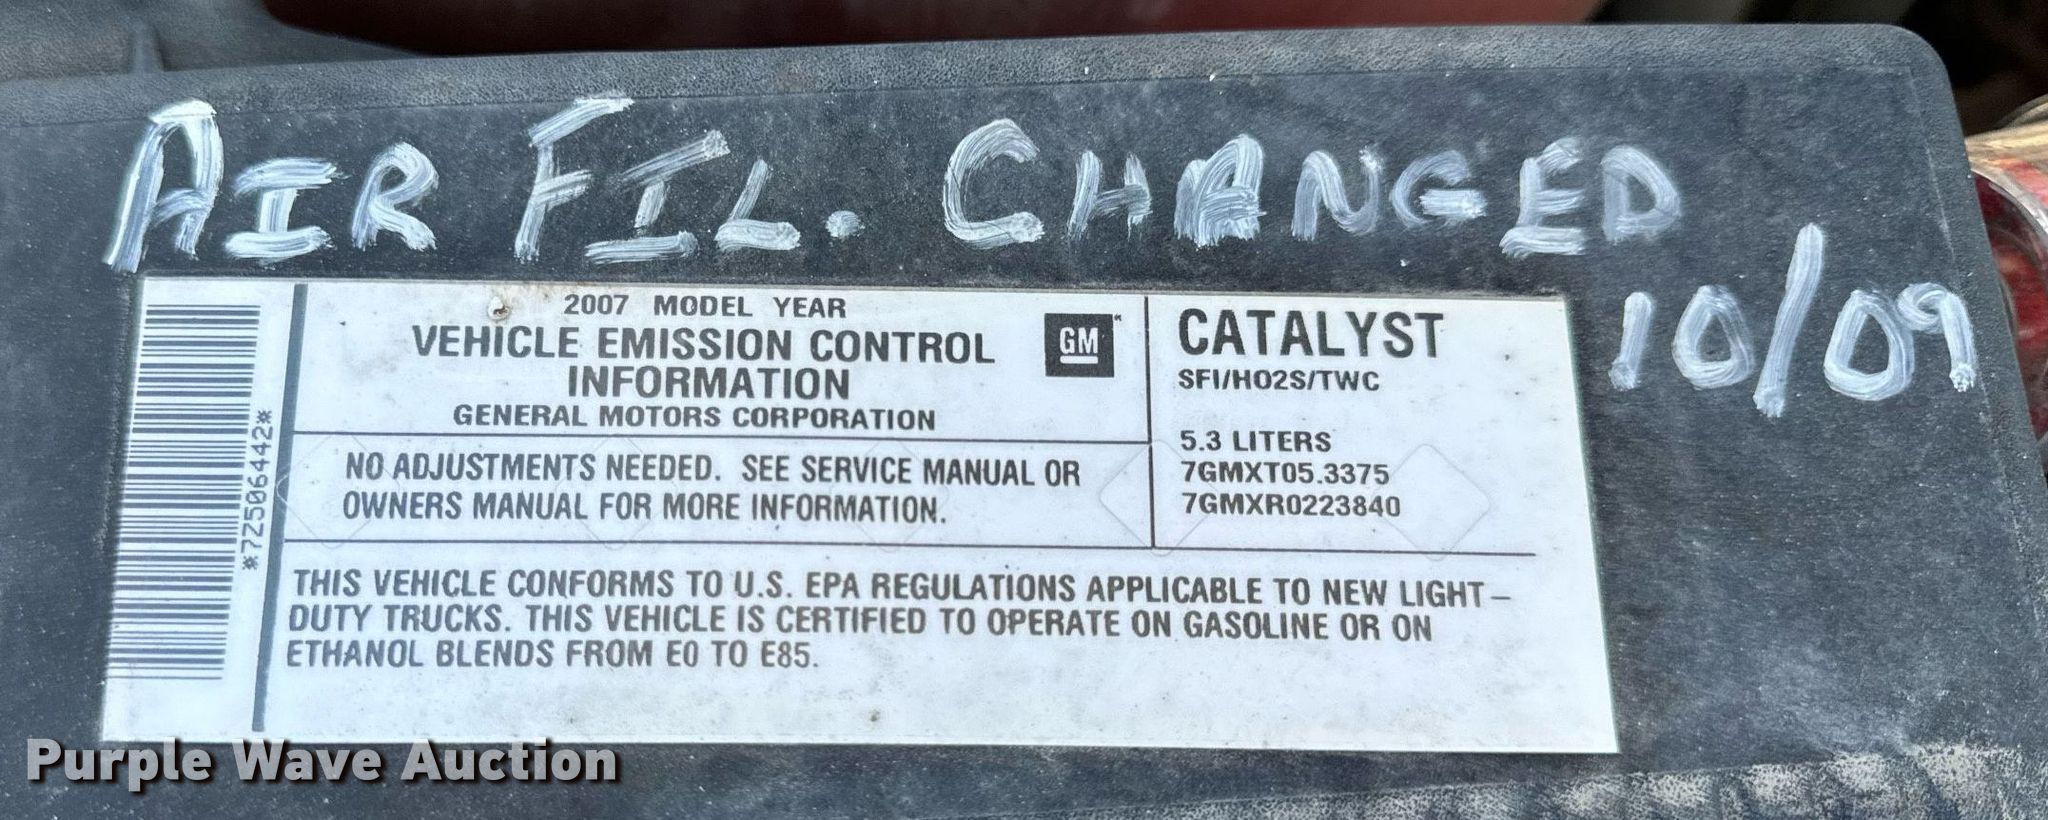 AIR FIL. CHANGED
10/09
*7Z506442*
2007 MODEL YEAR
VEHICLE EMISSION CONTROL
INFORMATION
GENERAL MOTORS CORPORATION
GM
NO ADJUSTMENTS NEEDED. SEE SERVICE MANUAL OR
OWNERS MANUAL FOR MORE INFORMATION.
CATALYST
SFI/HO2S/TWC
5.3 LITERS
7GMXT05.3375
7GMXR0223840
THIS VEHICLE CONFORMS TO U.S. EPA REGULATIONS APPLICABLE TO NEW LIGHT-
DUTY TRUCKS. THIS VEHICLE IS CERTIFIED TO OPERATE ON GASOLINE OR ON
ETHANOL BLENDS FROM E0 TO E85.
Purple Wave Auction